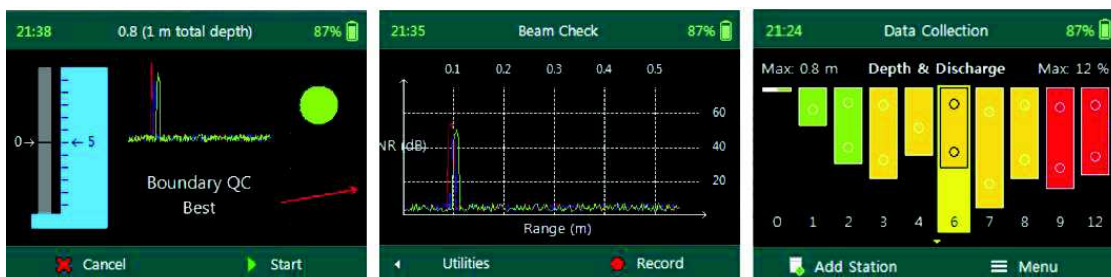 21:38 0.8 (1 m total depth) 87%
0 5
Boundary QC
Best
Cancel Start
21:35 Beam Check 87%
0.1 0.2 0.3 0.4 0.5
60
NR (dB) 40
20
Range (m)
Utilities Record
21:24 Data Collection 87%
Max: 0.8 m Depth & Discharge Max: 12 %
0 1 2 3 4 6 7 8 9 12
Add Station Menu